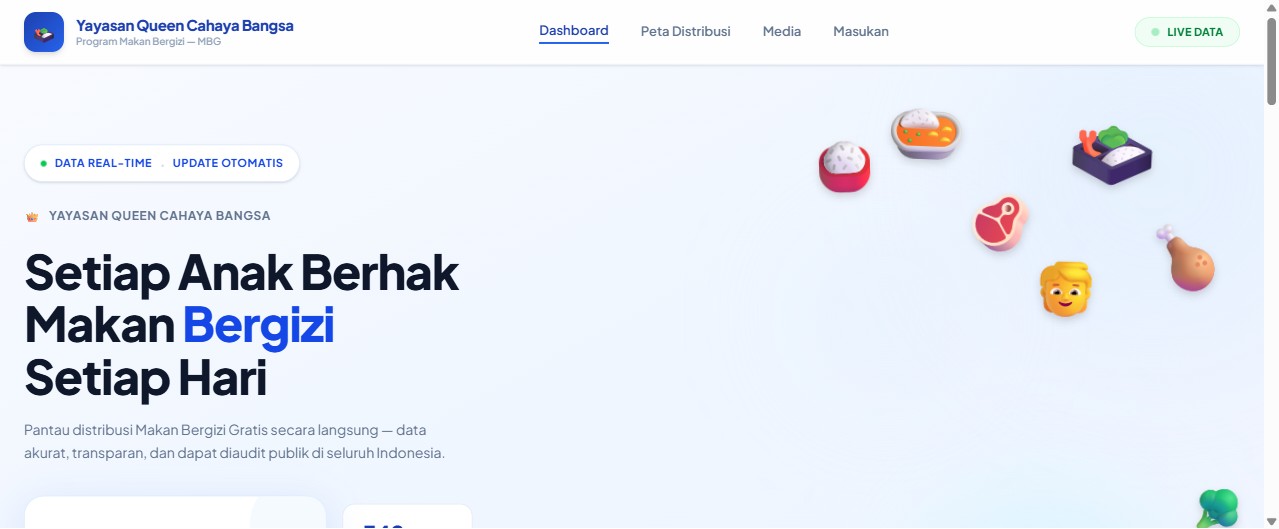 Yayasan Queen Cahaya Bangsa
Program Makan Bergizi — MBG
Dashboard
Peta Distribusi
Media
Masukan
LIVE DATA
DATA REAL-TIME · UPDATE OTOMATIS
YAYASAN QUEEN CAHAYA BANGSA
Setiap Anak Berhak
Makan Bergizi
Setiap Hari
Pantau distribusi Makan Bergizi Gratis secara langsung — data
akurat, transparan, dan dapat diaudit publik di seluruh Indonesia.